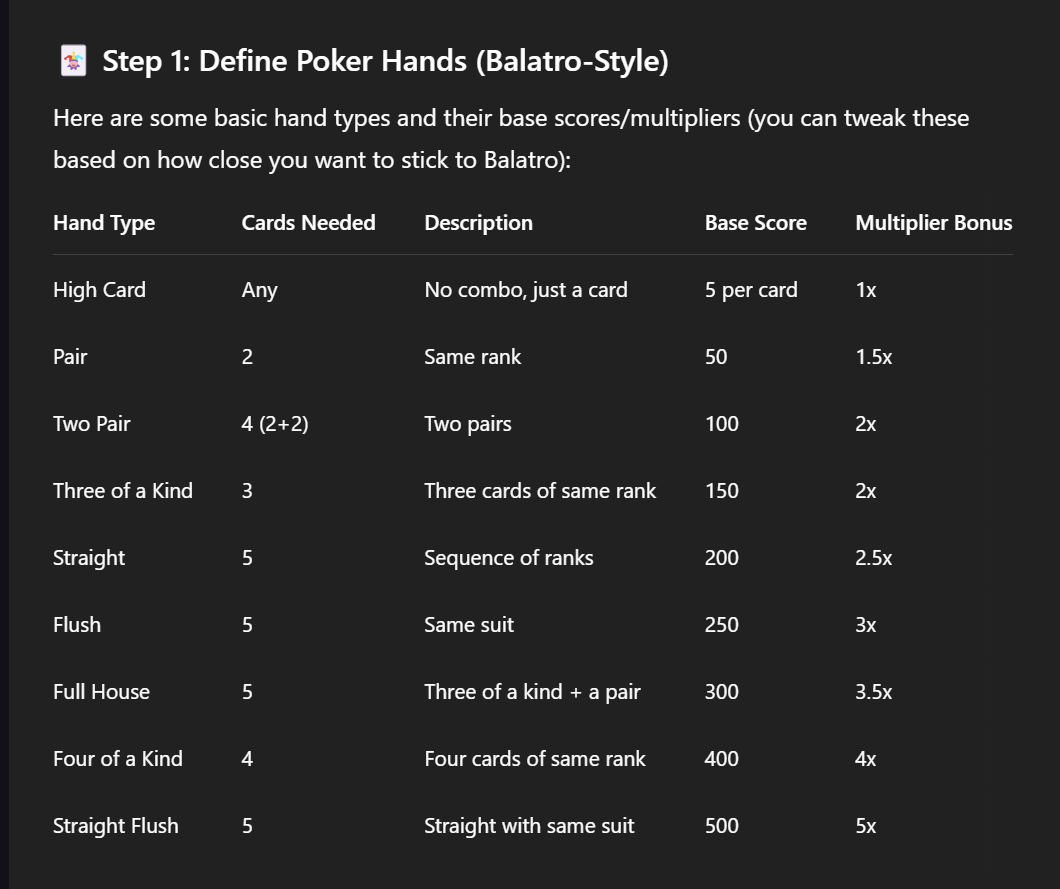 🃏 Step 1: Define Poker Hands (Balatro-Style)
Here are some basic hand types and their base scores/multipliers (you can tweak these
based on how close you want to stick to Balatro):
Hand Type Cards Needed Description Base Score Multiplier Bonus
High Card Any No combo, just a card 5 per card 1x
Pair 2 Same rank 50 1.5x
Two Pair 4 (2+2) Two pairs 100 2x
Three of a Kind 3 Three cards of same rank 150 2x
Straight 5 Sequence of ranks 200 2.5x
Flush 5 Same suit 250 3x
Full House 5 Three of a kind + a pair 300 3.5x
Four of a Kind 4 Four cards of same rank 400 4x
Straight Flush 5 Straight with same suit 500 5x